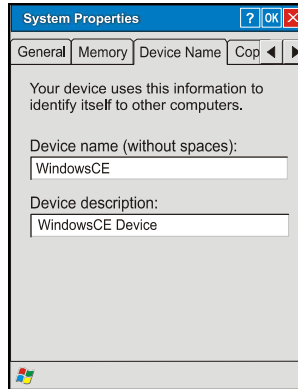 System Properties ? OK X
General Memory Device Name Cop
Your device uses this information to
identify itself to other computers.
Device name (without spaces):
WindowsCE
Device description:
WindowsCE Device